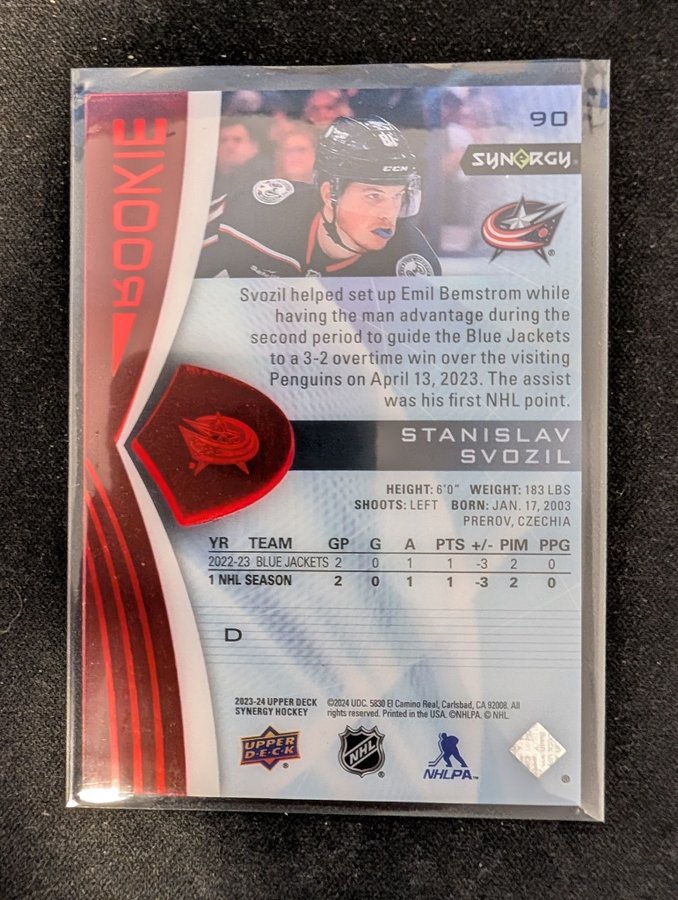 90
SYNERGY
ROOKIE
CCM
Svozil helped set up Emil Bemstrom while
having the man advantage during the
second period to guide the Blue Jackets
to a 3-2 overtime win over the visiting
Penguins on April 13, 2023. The assist
was his first NHL point.
STANISLAV
SVOZIL
HEIGHT: 6'0" WEIGHT: 183 LBS
SHOOTS: LEFT BORN: JAN. 17, 2003
PREROV, CZECHIA
YR TEAM GP G A PTS +/- PIM PPG
2022-23 BLUE JACKETS 2 0 1 1 -3 2 0
1 NHL SEASON 2 0 1 1 -3 2 0
D
2023-24 UPPER DECK
SYNERGY HOCKEY
©2024 UDC. 5830 El Camino Real, Carlsbad, CA 92008. All
rights reserved. Printed in the USA. ©NHLPA. © NHL.
UPPER
DECK
NHL
NHLPA